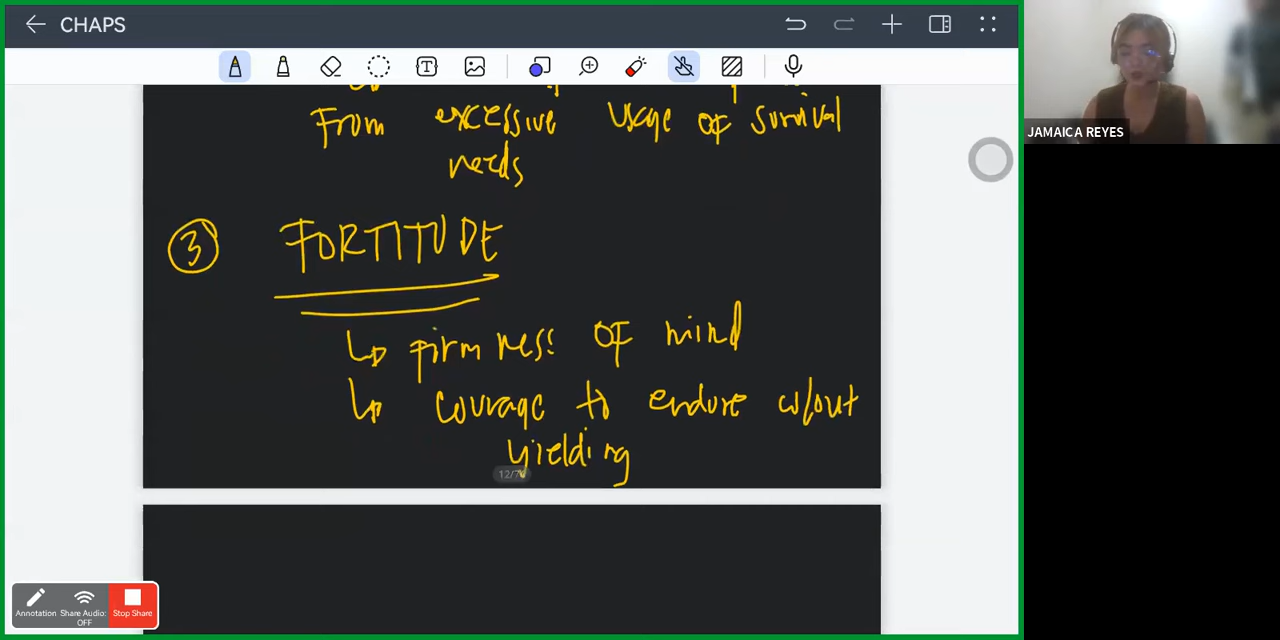 CHAPS
From excessive usage of survival
needs
3 FORTITUDE
firmness of mind
courage to endure w/out
yielding
Annotation
Share Audio:
OFF
Stop Share
JAMAICA REYES